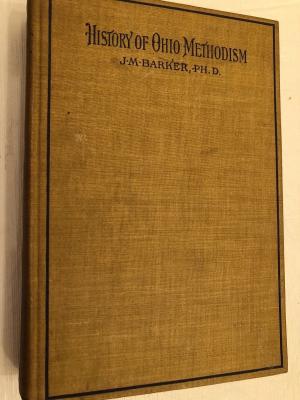 HISTORY OF OHIO METHODISM
J·M·BARKER, PH.D.